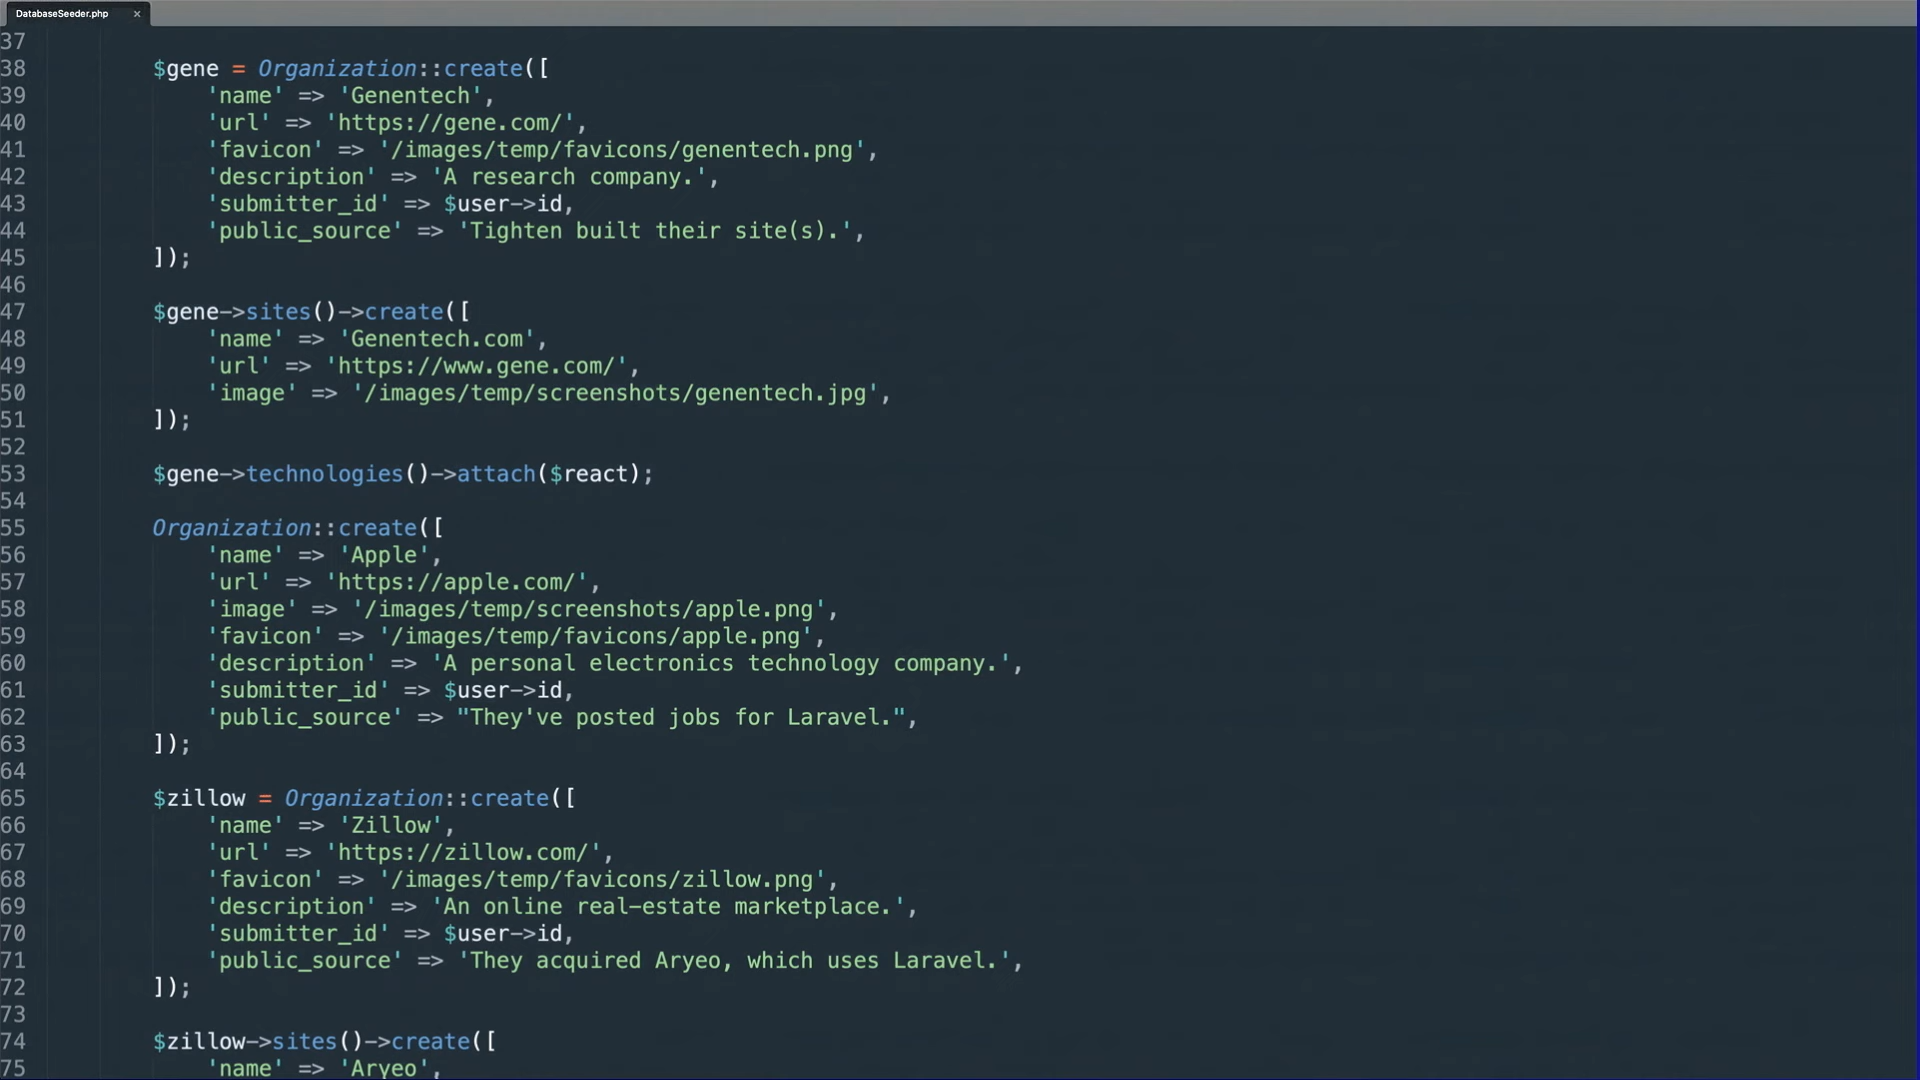 DatabaseSeeder.php ×
37
38 $gene = Organization::create([
39 'name' => 'Genentech',
40 'url' => 'https://gene.com/',
41 'favicon' => '/images/temp/favicons/genentech.png',
42 'description' => 'A research company.',
43 'submitter_id' => $user->id,
44 'public_source' => 'Tighten built their site(s).',
45 ]);
46
47 $gene->sites()->create([
48 'name' => 'Genentech.com',
49 'url' => 'https://www.gene.com/',
50 'image' => '/images/temp/screenshots/genentech.jpg',
51 ]);
52
53 $gene->technologies()->attach($react);
54
55 Organization::create([
56 'name' => 'Apple',
57 'url' => 'https://apple.com/',
58 'image' => '/images/temp/screenshots/apple.png',
59 'favicon' => '/images/temp/favicons/apple.png',
60 'description' => 'A personal electronics technology company.',
61 'submitter_id' => $user->id,
62 'public_source' => "They've posted jobs for Laravel.",
63 ]);
64
65 $zillow = Organization::create([
66 'name' => 'Zillow',
67 'url' => 'https://zillow.com/',
68 'favicon' => '/images/temp/favicons/zillow.png',
69 'description' => 'An online real-estate marketplace.',
70 'submitter_id' => $user->id,
71 'public_source' => 'They acquired Aryeo, which uses Laravel.',
72 ]);
73
74 $zillow->sites()->create([
75 'name' => 'Aryeo',